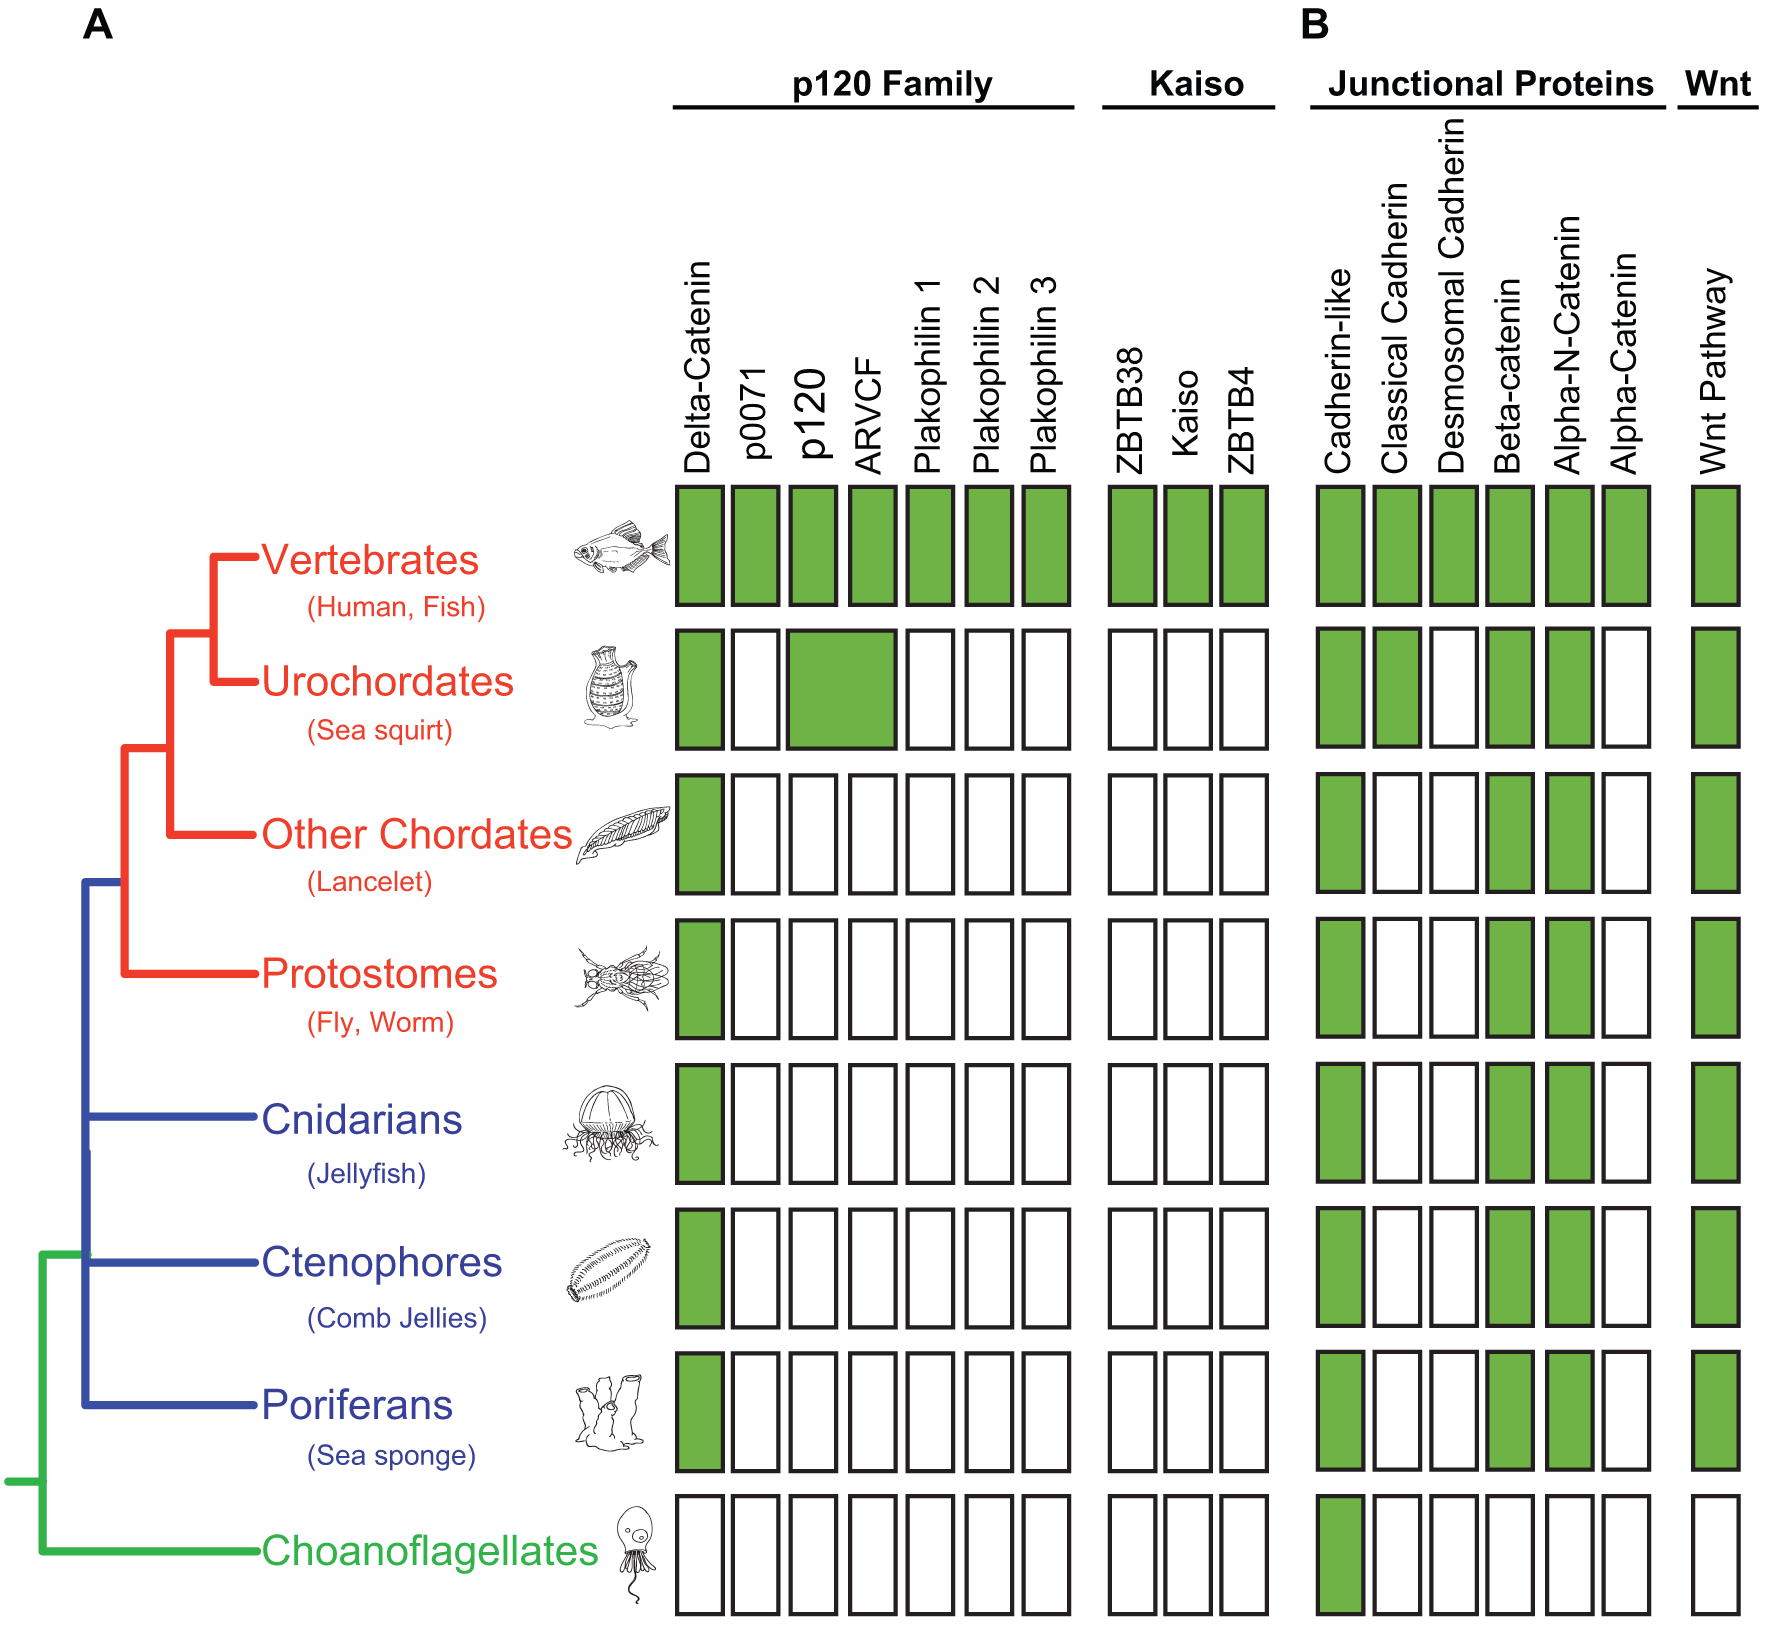 A
B
p120 Family
Kaiso
Junctional Proteins
Wnt
Delta-Catenin
p0071
p120
ARVCF
Plakophilin 1
Plakophilin 2
Plakophilin 3
ZBTB38
Kaiso
ZBTB4
Cadherin-like
Classical Cadherin
Desmosomal Cadherin
Beta-catenin
Alpha-N-Catenin
Alpha-Catenin
Wnt Pathway
Vertebrates
(Human, Fish)
Urochordates
(Sea squirt)
Other Chordates
(Lancelet)
Protostomes
(Fly, Worm)
Cnidarians
(Jellyfish)
Ctenophores
(Comb Jellies)
Poriferans
(Sea sponge)
Choanoflagellates